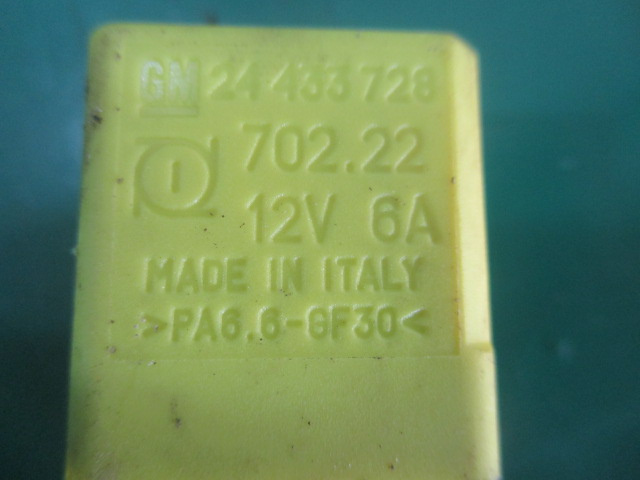 GM 24 433 728
702.22
I
12V 6A
MADE IN ITALY
>PA6.6-GF30<